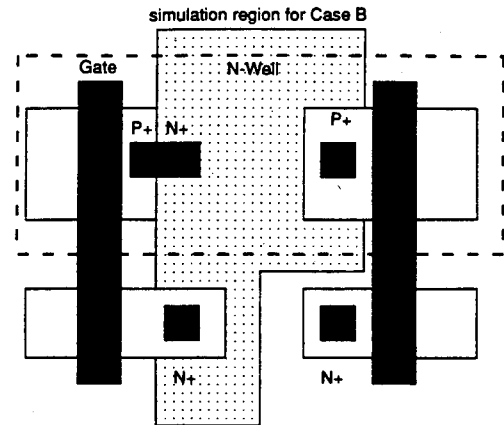 simulation region for Case B
Gate
N-Well
P+ N+
P+
N+
N+